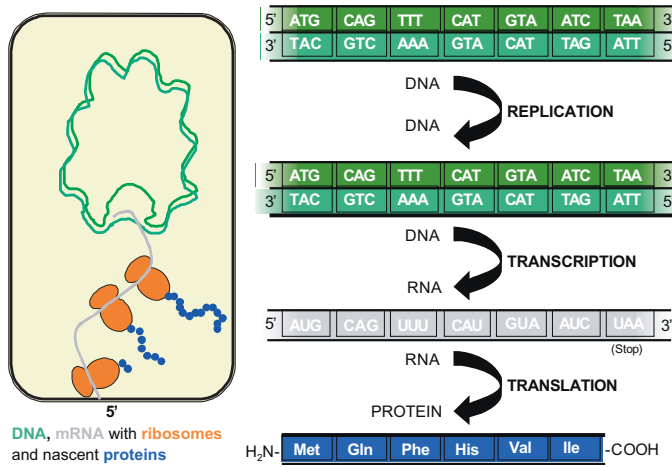 5' ATG CAG TTT CAT GTA ATC TAA 3'
3' TAC GTC AAA GTA CAT TAG ATT 5'
DNA
REPLICATION
DNA
5' ATG CAG TTT CAT GTA ATC TAA 3'
3' TAC GTC AAA GTA CAT TAG ATT 5'
DNA
TRANSCRIPTION
RNA
5' AUG CAG UUU CAU GUA AUC UAA 3'
(Stop)
RNA
TRANSLATION
PROTEIN
H₂N- Met Gln Phe His Val Ile -COOH
5'
DNA, mRNA with ribosomes
and nascent proteins